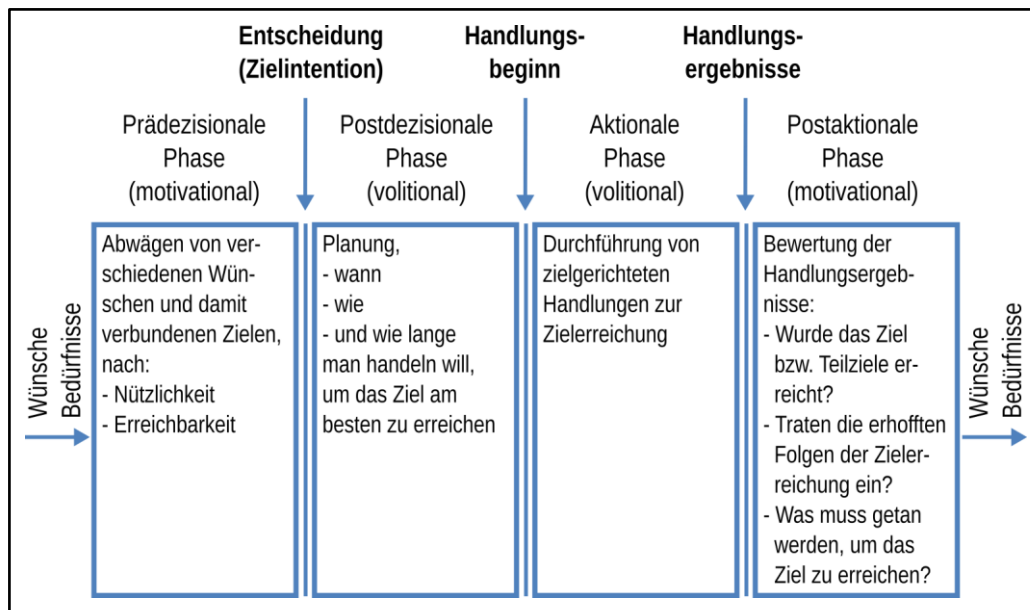 Entscheidung
(Zielintention)
Handlungs-
beginn
Handlungs-
ergebnisse
Prädezisionale
Phase
(motivational)
Postdezisionale
Phase
(volitional)
Aktionale
Phase
(volitional)
Postaktionale
Phase
(motivational)
Wünsche
Bedürfnisse
Abwägen von ver-
schiedenen Wün-
schen und damit
verbundenen Zielen,
nach:
- Nützlichkeit
- Erreichbarkeit
Planung,
- wann
- wie
- und wie lange
man handeln will,
um das Ziel am
besten zu erreichen
Durchführung von
zielgerichteten
Handlungen zur
Zielerreichung
Bewertung der
Handlungsergeb-
nisse:
- Wurde das Ziel
bzw. Teilziele er-
reicht?
- Traten die erhofften
Folgen der Zieler-
reichung ein?
- Was muss getan
werden, um das
Ziel zu erreichen?
Wünsche
Bedürfnisse